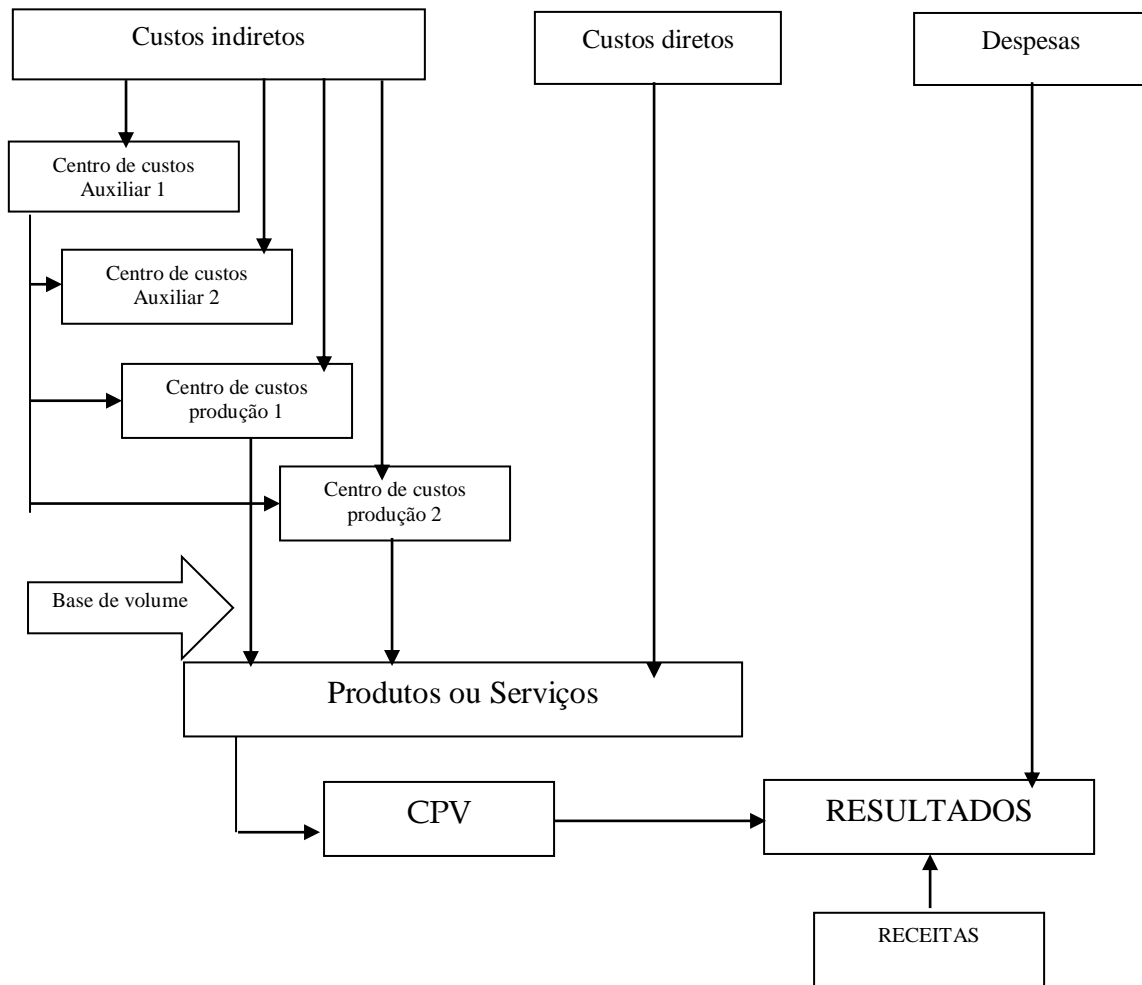 Custos indiretos
Custos diretos
Despesas
Centro de custos
Auxiliar 1
Centro de custos
Auxiliar 2
Centro de custos
produção 1
Centro de custos
produção 2
Base de volume
Produtos ou Serviços
CPV
RESULTADOS
RECEITAS